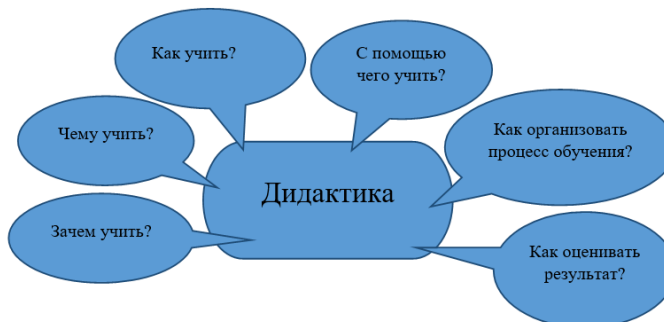 Как учить?
С помощью
чего учить?
Чему учить?
Как организовать
процесс обучения?
Дидактика
Зачем учить?
Как оценивать
результат?